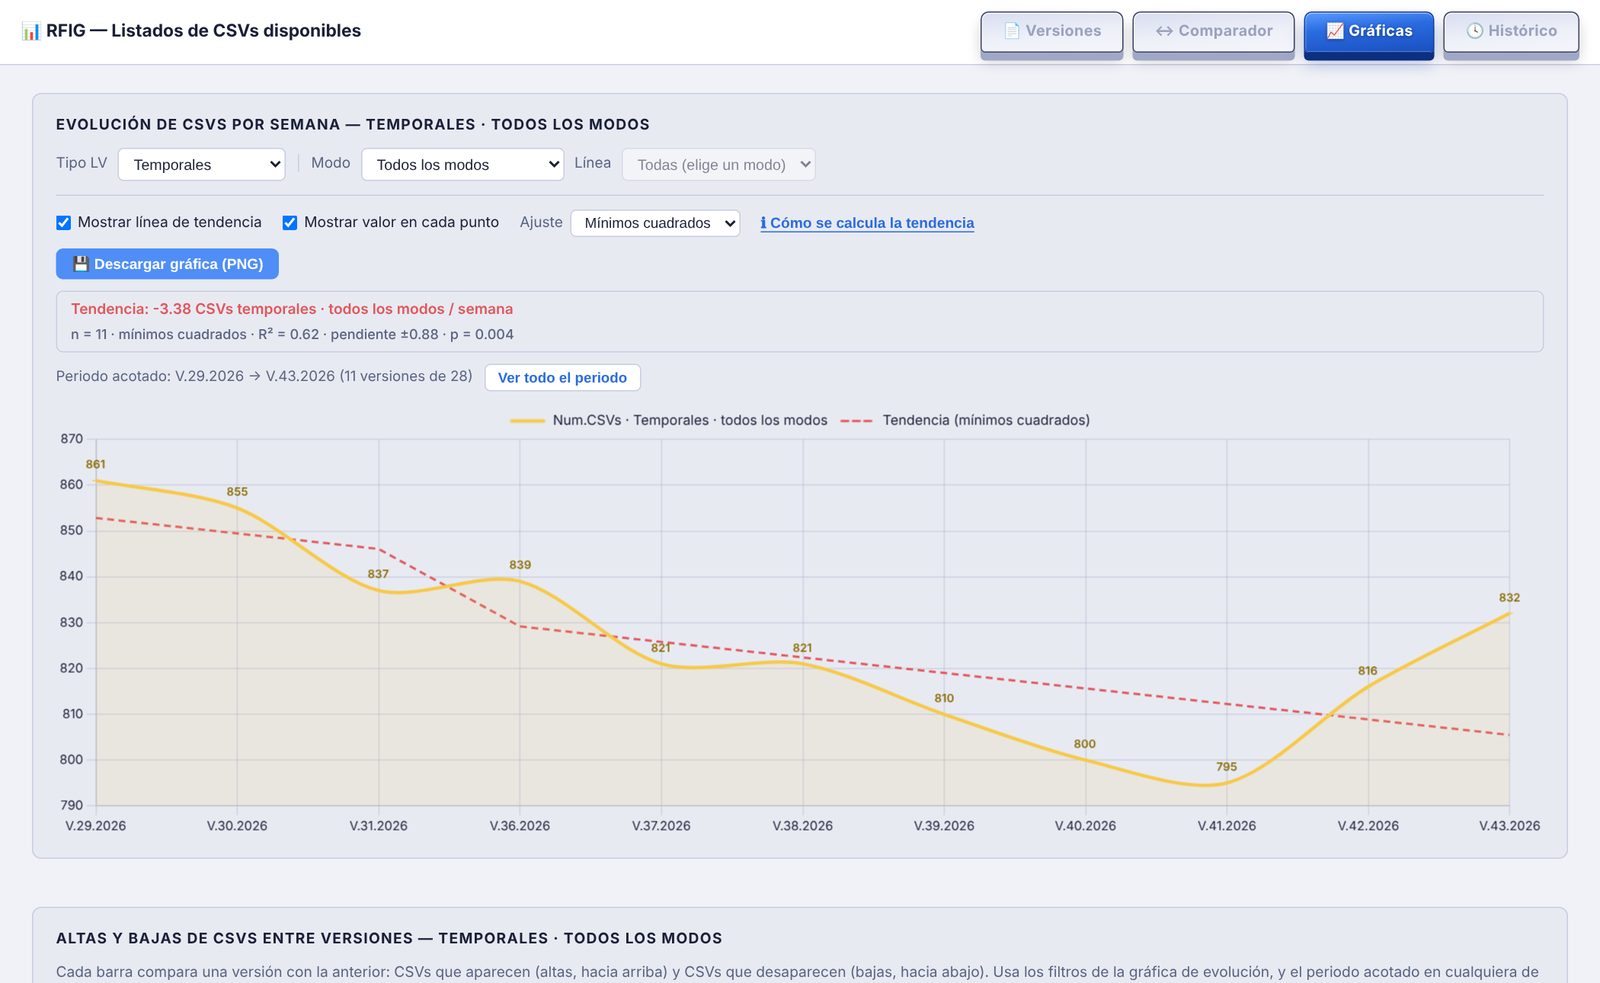 📊 RFIG — Listados de CSVs disponibles
📄 Versiones
↔ Comparador
📈 Gráficas
🕓 Histórico
EVOLUCIÓN DE CSVS POR SEMANA — TEMPORALES · TODOS LOS MODOS
Tipo LV Temporales Modo Todos los modos Línea Todas (elige un modo)
Mostrar línea de tendencia Mostrar valor en cada punto Ajuste Mínimos cuadrados ℹ Cómo se calcula la tendencia
💾 Descargar gráfica (PNG)
Tendencia: -3.38 CSVs temporales · todos los modos / semana
n = 11 · mínimos cuadrados · R² = 0.62 · pendiente ±0.88 · p = 0.004
Periodo acotado: V.29.2026 → V.43.2026 (11 versiones de 28) Ver todo el periodo
Num.CSVs · Temporales · todos los modos Tendencia (mínimos cuadrados)
870
860
850
840
830
820
810
800
790
861
855
837
839
821
821
810
800
795
816
832
V.29.2026 V.30.2026 V.31.2026 V.36.2026 V.37.2026 V.38.2026 V.39.2026 V.40.2026 V.41.2026 V.42.2026 V.43.2026
ALTAS Y BAJAS DE CSVS ENTRE VERSIONES — TEMPORALES · TODOS LOS MODOS
Cada barra compara una versión con la anterior: CSVs que aparecen (altas, hacia arriba) y CSVs que desaparecen (bajas, hacia abajo). Usa los filtros de la gráfica de evolución, y el periodo acotado en cualquiera de